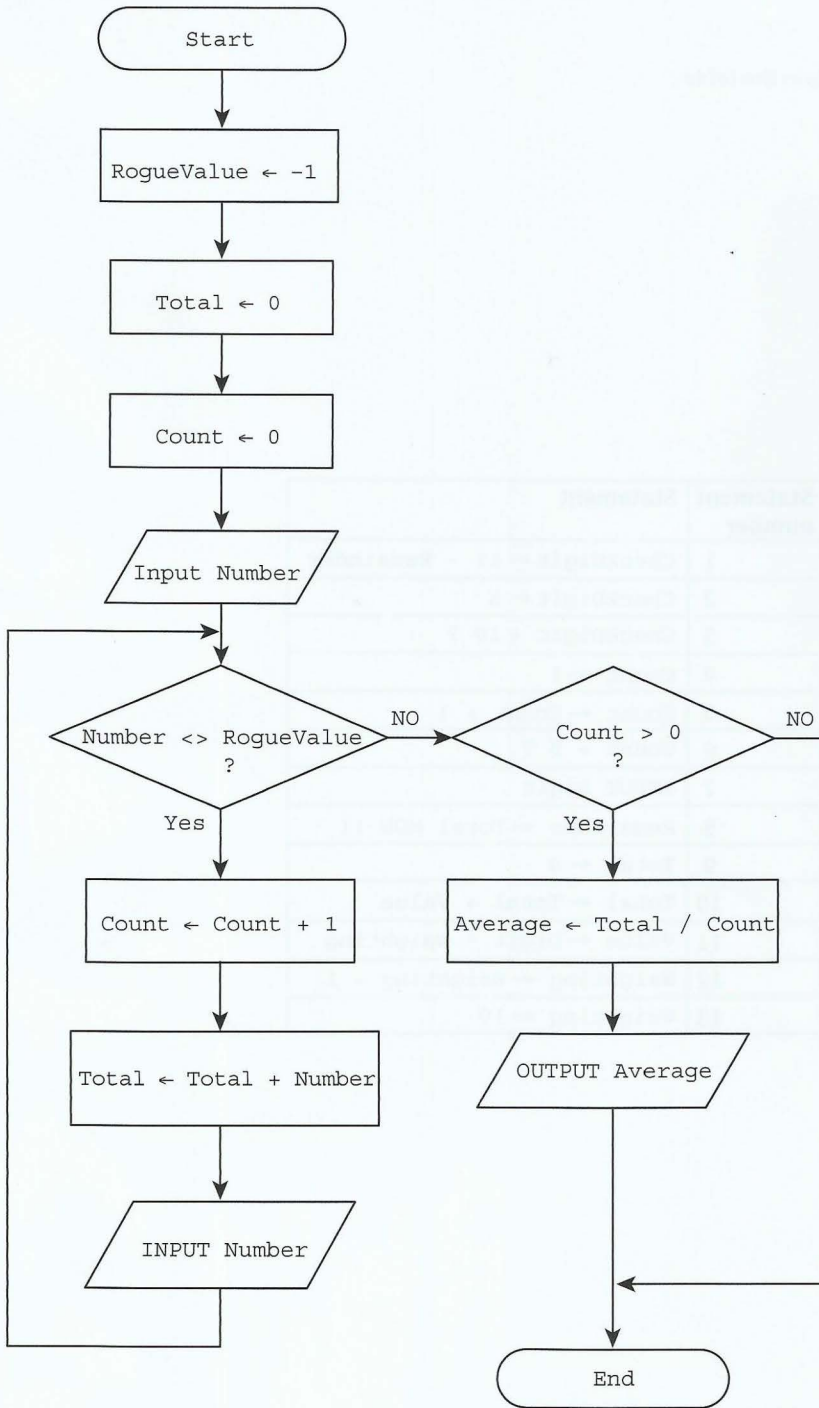 Start
RogueValue ← -1
Total ← 0
Count ← 0
Input Number
Number <> RogueValue
?
NO
Yes
Count ← Count + 1
Total ← Total + Number
INPUT Number
Count > 0
?
NO
Yes
Average ← Total / Count
OUTPUT Average
End